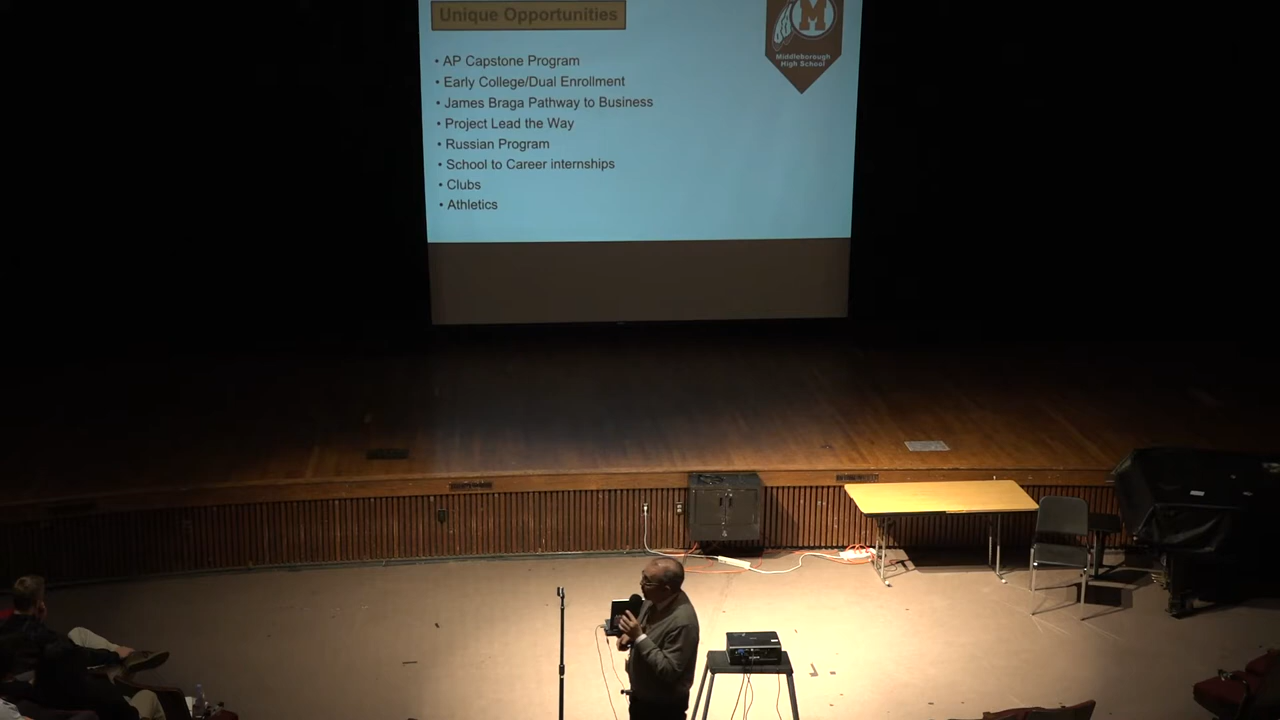 Unique Opportunities
M
Middleborough
High School
• AP Capstone Program
• Early College/Dual Enrollment
• James Braga Pathway to Business
• Project Lead the Way
• Russian Program
• School to Career internships
• Clubs
• Athletics